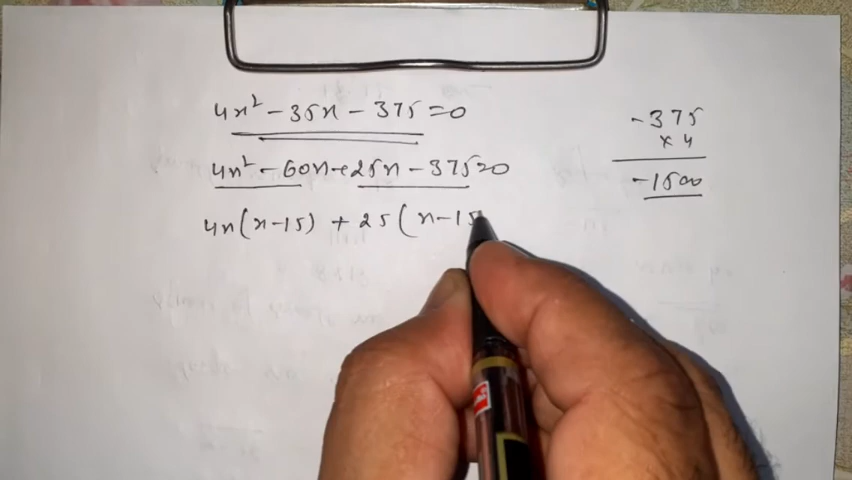 4x² - 35x - 375 = 0
4x² - 60x + 25x - 375 = 0
4x(x-15) + 25(x-15
-375
x 4
-1500